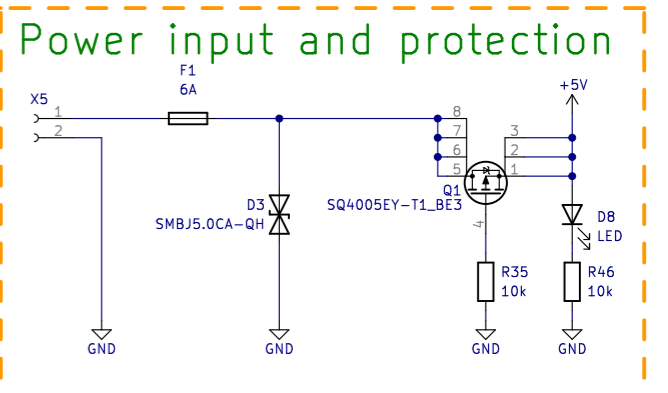 Power input and protection
F1
6A
X5
1
2
+5V
8
7
6
5
3
2
1
Q1
SQ4005EY-T1_BE3
4
D3
SMBJ5.0CA-QH
D8
LED
R35
10k
R46
10k
GND
GND
GND
GND